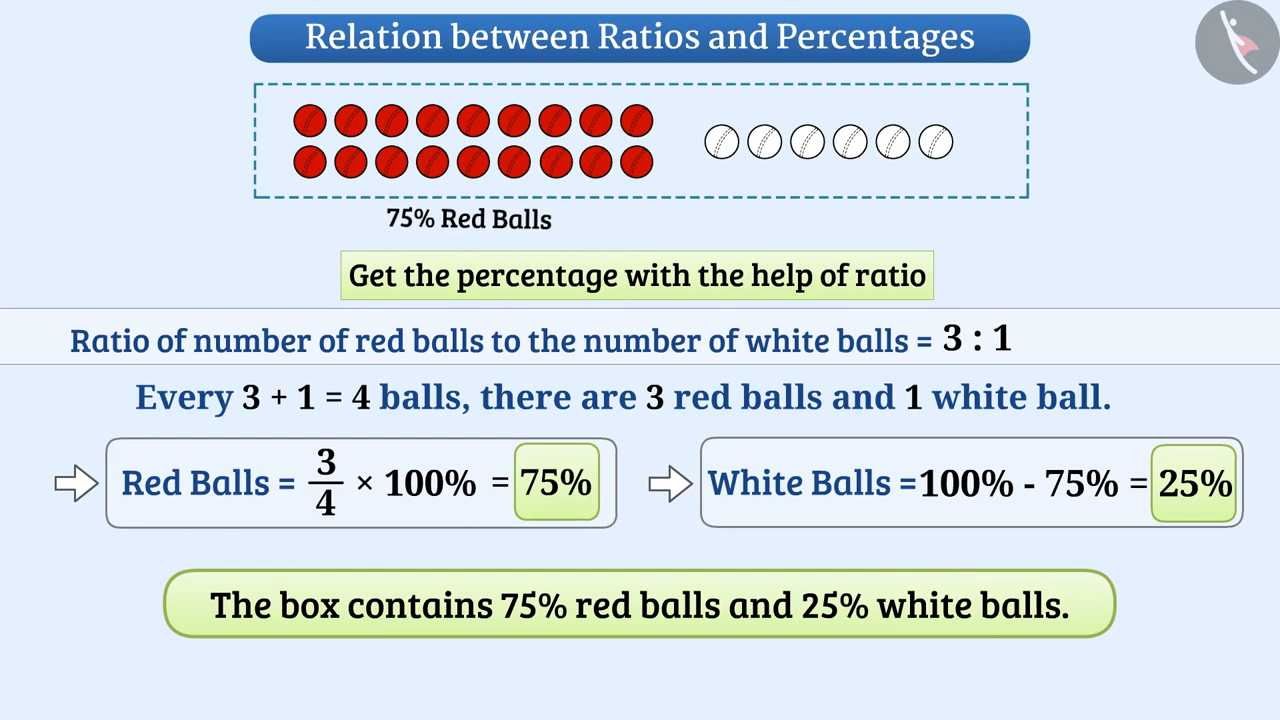 Relation between Ratios and Percentages
75% Red Balls
Get the percentage with the help of ratio
Ratio of number of red balls to the number of white balls = 3 : 1
Every 3 + 1 = 4 balls, there are 3 red balls and 1 white ball.
Red Balls = 3/4 × 100% = 75%
White Balls =100% - 75% = 25%
The box contains 75% red balls and 25% white balls.